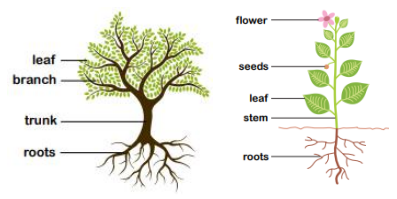 leaf
branch
trunk
roots
flower
seeds
leaf
stem
roots